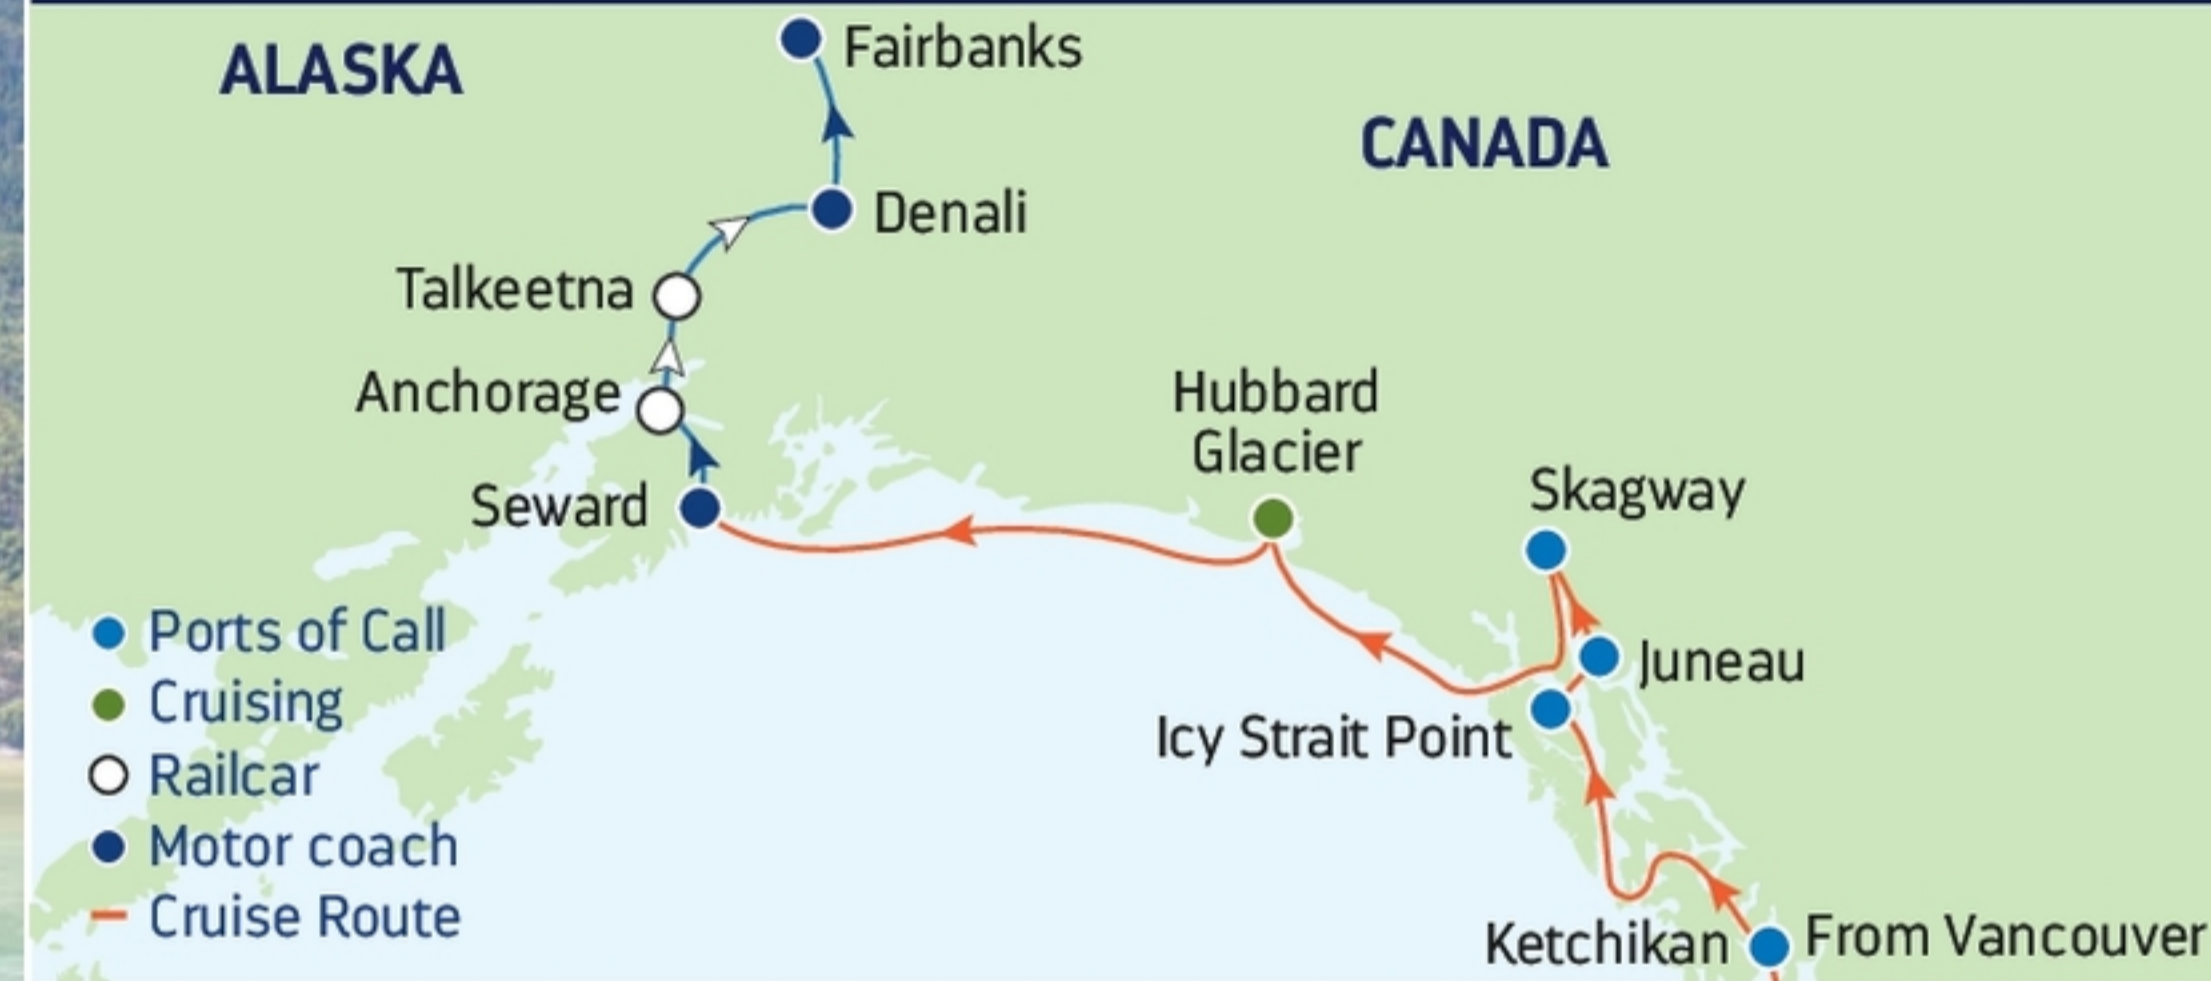 ALASKA
Fairbanks
CANADA
Denali
Talkeetna
Anchorage
Hubbard
Glacier
Skagway
Seward
Ports of Call
Juneau
Cruising
Icy Strait Point
Railcar
Motor coach
Cruise Route
Ketchikan
From Vancouver